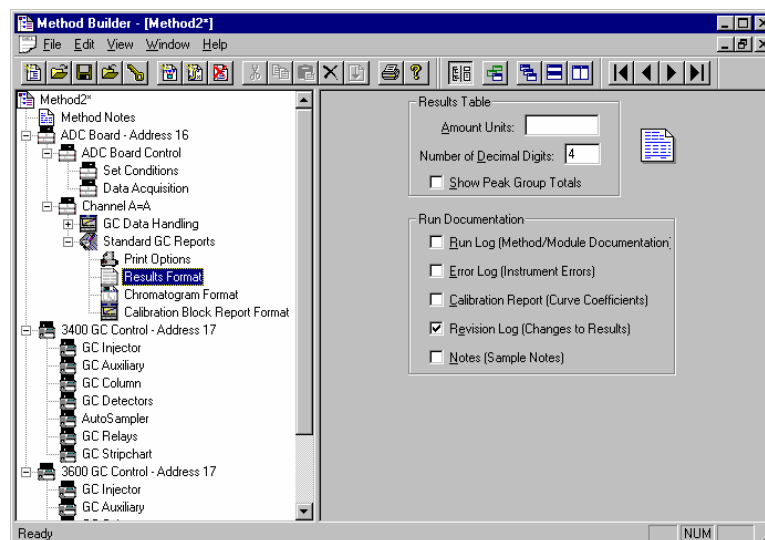 Method Builder - [Method2*]
File Edit View Window Help
Method2*
Method Notes
ADC Board - Address 16
ADC Board Control
Set Conditions
Data Acquisition
Channel A=A
GC Data Handling
Standard GC Reports
Print Options
Results Format
Chromatogram Format
Calibration Block Report Format
3400 GC Control - Address 17
GC Injector
GC Auxiliary
GC Column
GC Detectors
AutoSampler
GC Relays
GC Stripchart
3600 GC Control - Address 17
GC Injector
GC Auxiliary
Results Table
Amount Units:
Number of Decimal Digits: 4
Show Peak Group Totals
Run Documentation
Run Log (Method/Module Documentation)
Error Log (Instrument Errors)
Calibration Report (Curve Coefficients)
Revision Log (Changes to Results)
Notes (Sample Notes)
Ready
NUM